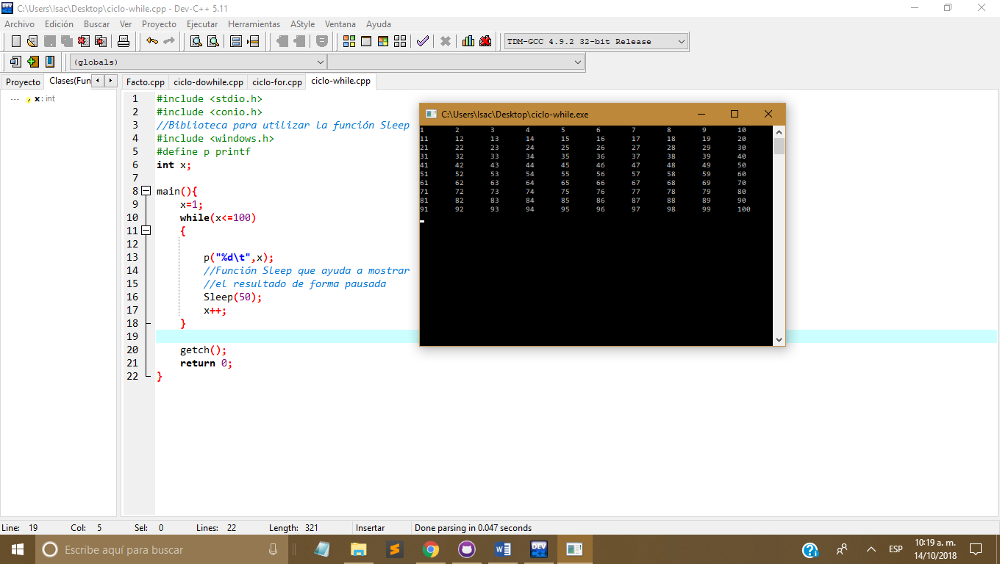 C:\Users\Isac\Desktop\ciclo-while.cpp - Dev-C++ 5.11
Archivo Edición Buscar Ver Proyecto Ejecutar Herramientas AStyle Ventana Ayuda
TDM-GCC 4.9.2 32-bit Release
(globals)
Proyecto Clases(Fun Facto.cpp ciclo-dowhile.cpp ciclo-for.cpp ciclo-while.cpp
x : int
1 #include <stdio.h>
2 #include <conio.h>
3 //Biblioteca para utilizar la función Sleep
4 #include <windows.h>
5 #define p printf
6 int x;
7
8 main(){
9 x=1;
10 while(x<=100)
11 {
12
13 p("%d\t",x);
14 //Función Sleep que ayuda a mostrar
15 //el resultado de forma pausada
16 Sleep(50);
17 x++;
18 }
19
20 getch();
21 return 0;
22 }
C:\Users\Isac\Desktop\ciclo-while.exe
1 2 3 4 5 6 7 8 9 10
11 12 13 14 15 16 17 18 19 20
21 22 23 24 25 26 27 28 29 30
31 32 33 34 35 36 37 38 39 40
41 42 43 44 45 46 47 48 49 50
51 52 53 54 55 56 57 58 59 60
61 62 63 64 65 66 67 68 69 70
71 72 73 74 75 76 77 78 79 80
81 82 83 84 85 86 87 88 89 90
91 92 93 94 95 96 97 98 99 100
Line: 19 Col: 5 Sel: 0 Lines: 22 Length: 321 Insertar Done parsing in 0.047 seconds
Escribe aquí para buscar
DEV
ESP
10:19 a. m.
14/10/2018